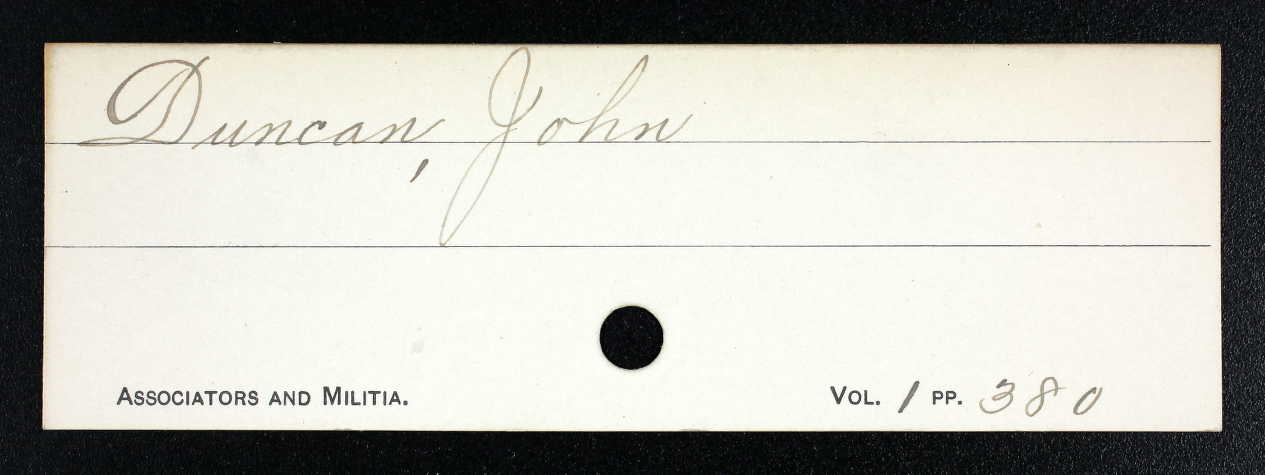 Duncan, John
Associators and Militia. Vol. 1 pp. 380